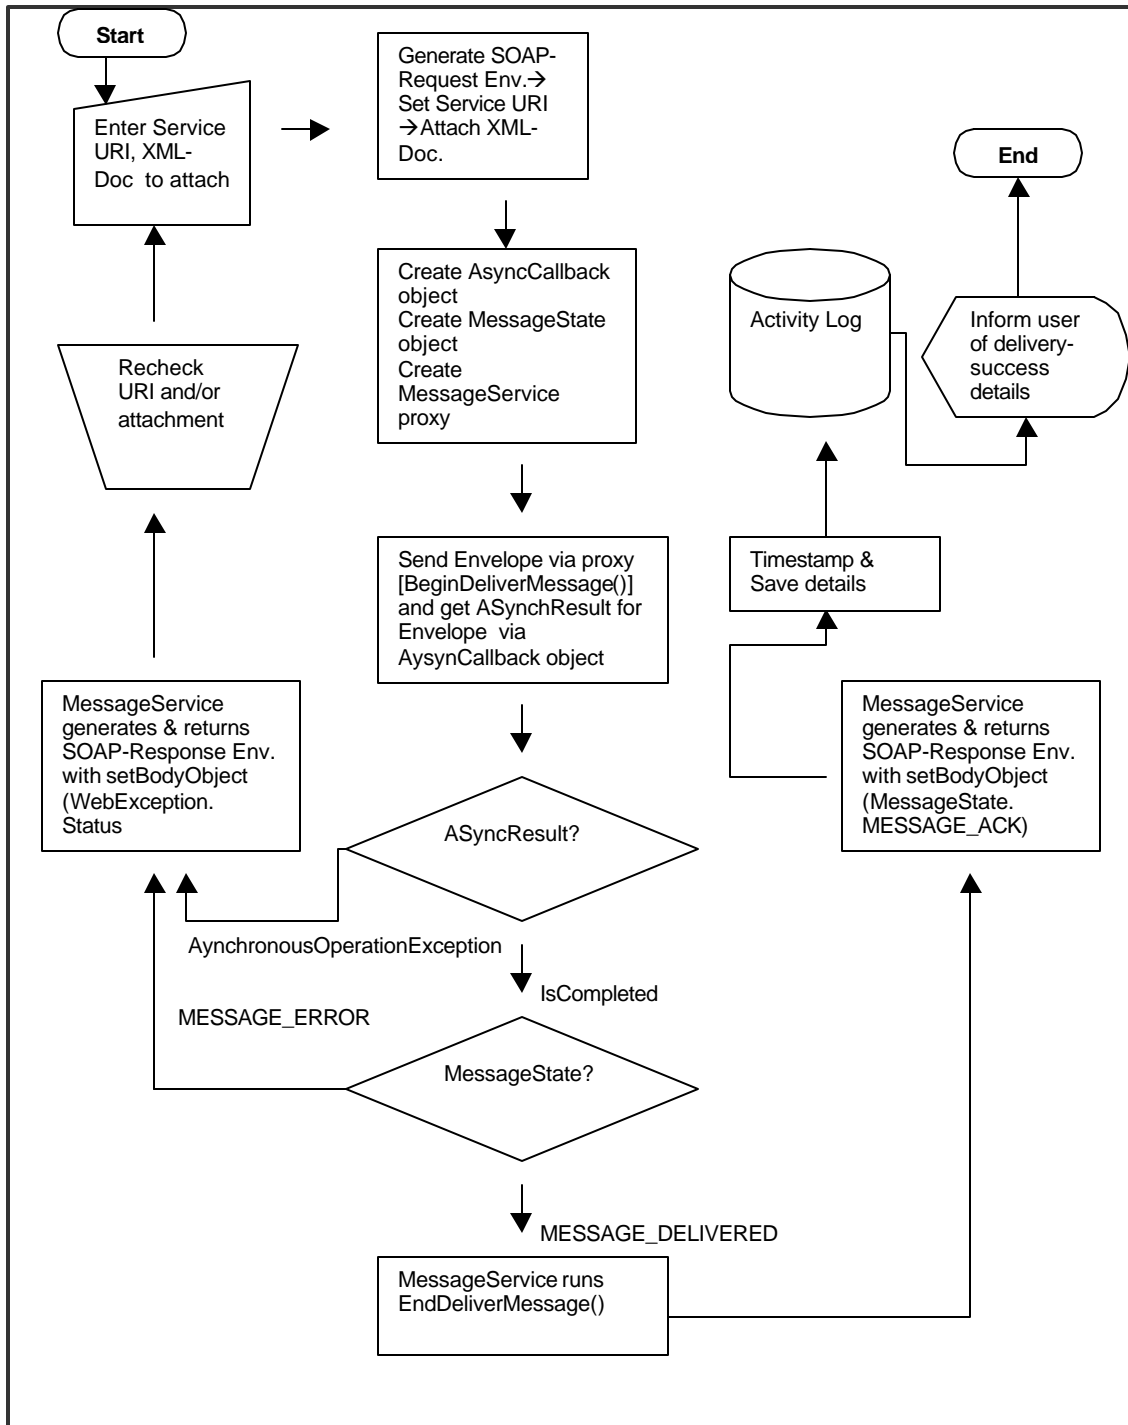 Start
Enter Service
URI, XML-
Doc to attach
Generate SOAP-
Request Env.→
Set Service URI
→Attach XML-
Doc.
Create AsyncCallback
object
Create MessageState
object
Create
MessageService
proxy
Send Envelope via proxy
[BeginDeliverMessage()]
and get ASynchResult for
Envelope via
AysynCallback object
ASyncResult?
AynchronousOperationException
IsCompleted
MESSAGE_ERROR
MessageState?
MESSAGE_DELIVERED
MessageService runs
EndDeliverMessage()
MessageService
generates & returns
SOAP-Response Env.
with setBodyObject
(WebException.
Status
Recheck
URI and/or
attachment
MessageService
generates & returns
SOAP-Response Env.
with setBodyObject
(MessageState.
MESSAGE_ACK)
Timestamp &
Save details
Activity Log
Inform user
of delivery-
success
details
End